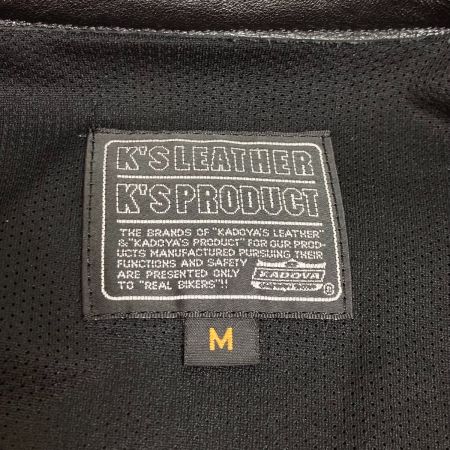 K'S LEATHER
K'S PRODUCT
THE BRANDS OF "KADOYA'S LEATHER"
&"KADOYA'S PRODUCT" FOR OUR PROD-
UCTS MANUFACTURED PURSUING THEIR
FUNCTIONS AND SAFETY
ARE PRESENTED ONLY
TO "REAL BIKERS"!!
KADOYA
®
M